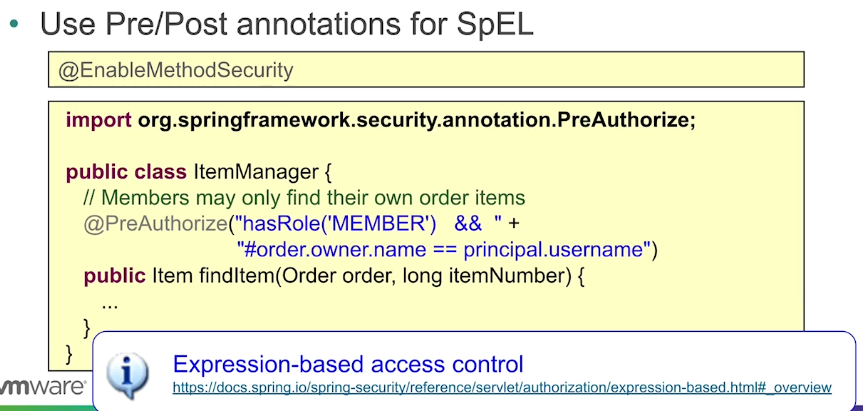 • Use Pre/Post annotations for SpEL
@EnableMethodSecurity
import org.springframework.security.annotation.PreAuthorize;
public class ItemManager {
// Members may only find their own order items
@PreAuthorize("hasRole('MEMBER') && " +
"#order.owner.name == principal.username")
public Item findItem(Order order, long itemNumber) {
...
}
}
Expression-based access control
vmware
https://docs.spring.io/spring-security/reference/servlet/authorization/expression-based.html#_overview